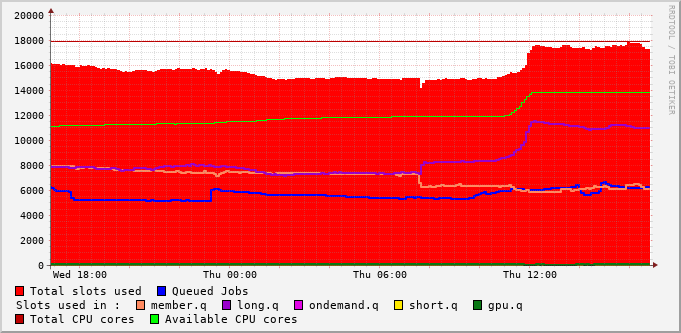 20000
18000
16000
14000
12000
10000
8000
6000
4000
2000
0
Wed 18:00 Thu 00:00 Thu 06:00 Thu 12:00
RRDTOOL / TOBI OETIKER
Total slots used Queued Jobs
Slots used in : member.q long.q ondemand.q short.q gpu.q
Total CPU cores Available CPU cores